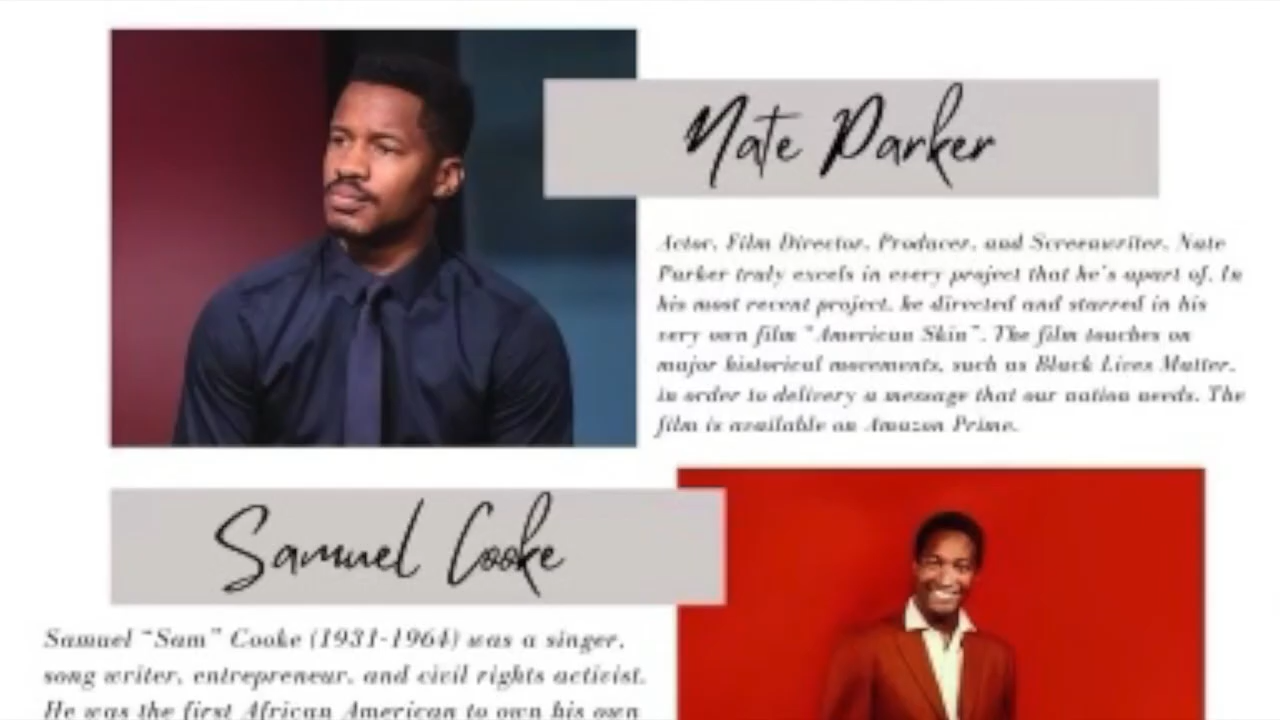 Nate Parker
Actor, Film Director, Producer, and Screenwriter, Nate
Parker truly excels in every project that he's apart of. In
his most recent project, he directed and starred in his
very own film "American Skin". The film touches on
major historical movements, such as Black Lives Matter,
in order to delivery a message that our nation needs. The
film is available on Amazon Prime.
Samuel Cooke
Samuel "Sam" Cooke (1931-1964) was a singer,
song writer, entrepreneur, and civil rights activist.
He was the first African American to own his own